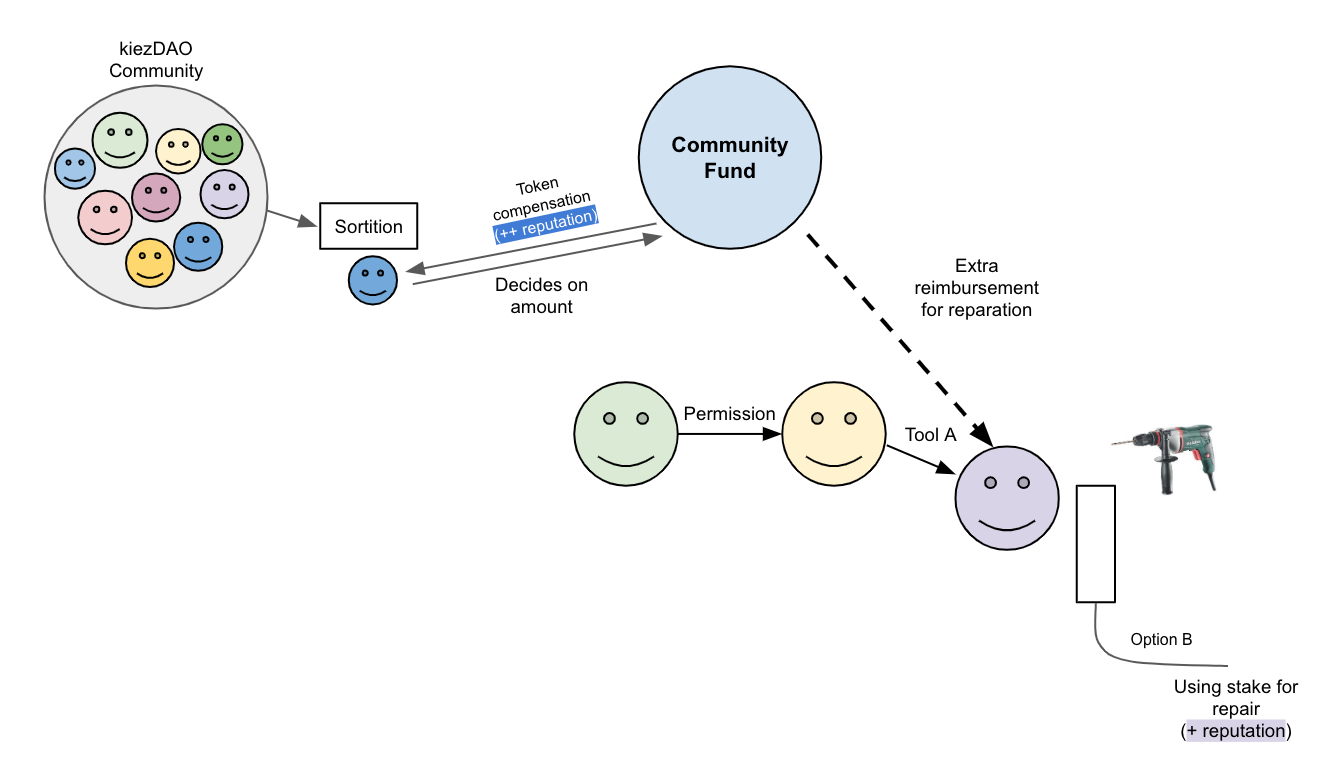 kiezDAO
Community
Sortition
Token
compensation
(++ reputation)
Decides on
amount
Community
Fund
Extra
reimbursement
for reparation
Permission
Tool A
Option B
Using stake for
repair
(+ reputation)